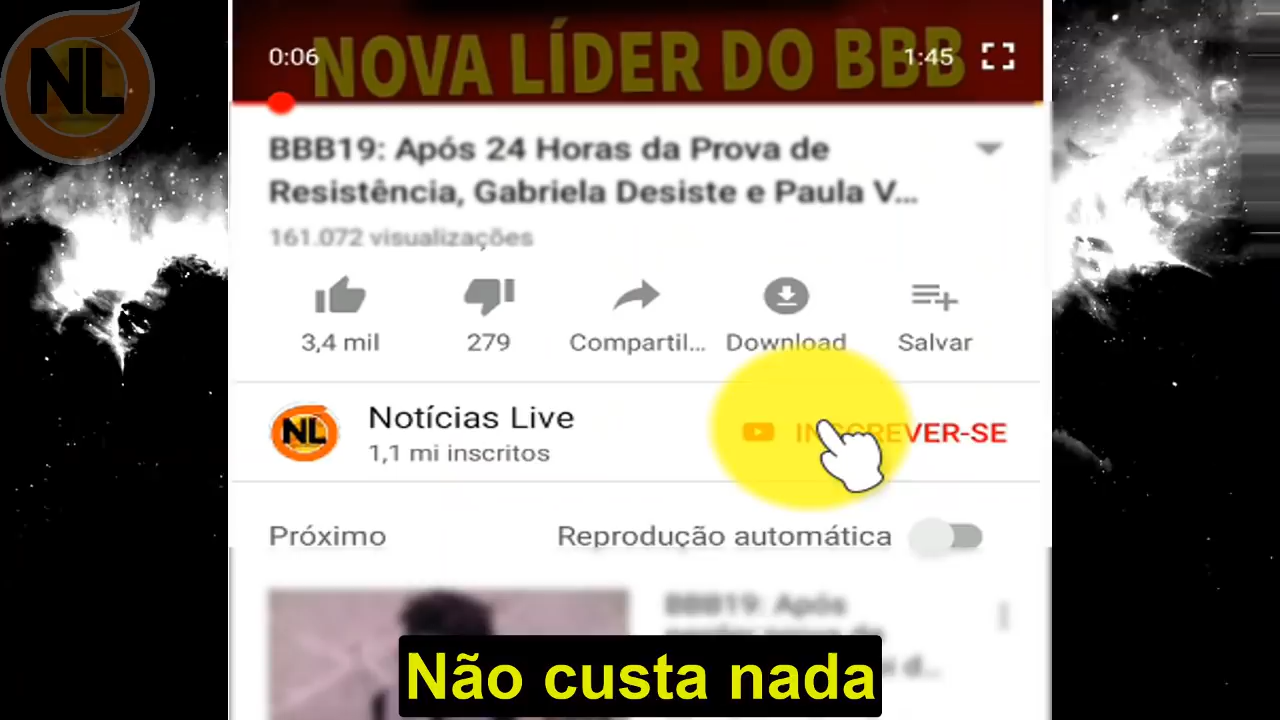 NL
NOVA LÍDER DO BBB
0:06
1:45
BBB19: Após 24 Horas da Prova de
Resistência, Gabriela Desiste e Paula V...
161.072 visualizações
3,4 mil
279
Compartil...
Download
Salvar
NL
Notícias Live
1,1 mi inscritos
INSCREVER-SE
Próximo
Reprodução automática
BBB19: Após
Não custa nada